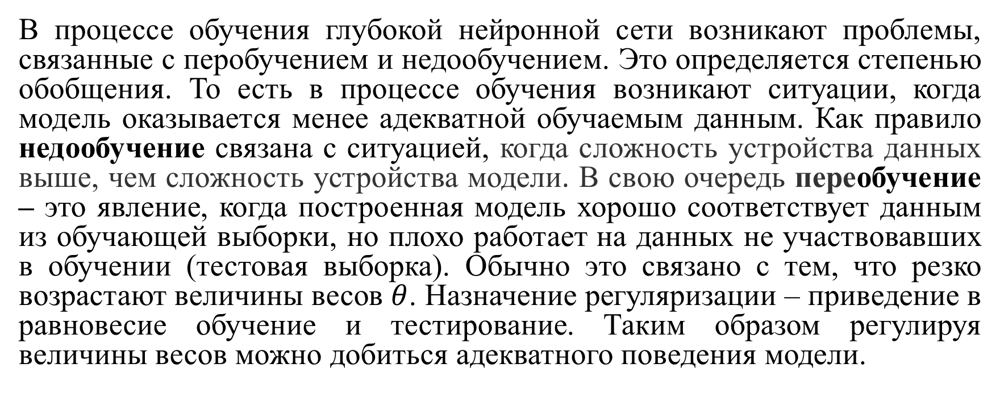 В процессе обучения глубокой нейронной сети возникают проблемы,
связанные с перобучением и недообучением. Это определяется степенью
обобщения. То есть в процессе обучения возникают ситуации, когда
модель оказывается менее адекватной обучаемым данным. Как правило
недообучение связана с ситуацией, когда сложность устройства данных
выше, чем сложность устройства модели. В свою очередь переобучение
– это явление, когда построенная модель хорошо соответствует данным
из обучающей выборки, но плохо работает на данных не участвовавших
в обучении (тестовая выборка). Обычно это связано с тем, что резко
возрастают величины весов θ. Назначение регуляризации – приведение в
равновесие обучение и тестирование. Таким образом регулируя
величины весов можно добиться адекватного поведения модели.